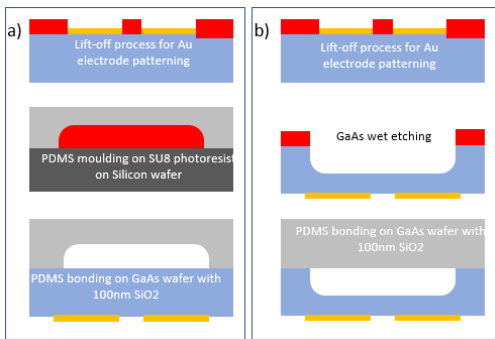 a)
Lift-off process for Au
electrode patterning
PDMS moulding on SU8 photoresist
on Silicon wafer
PDMS bonding on GaAs wafer with
100nm SiO2
b)
Lift-off process for Au
electrode patterning
GaAs wet etching
PDMS bonding on GaAs wafer with
100nm SiO2